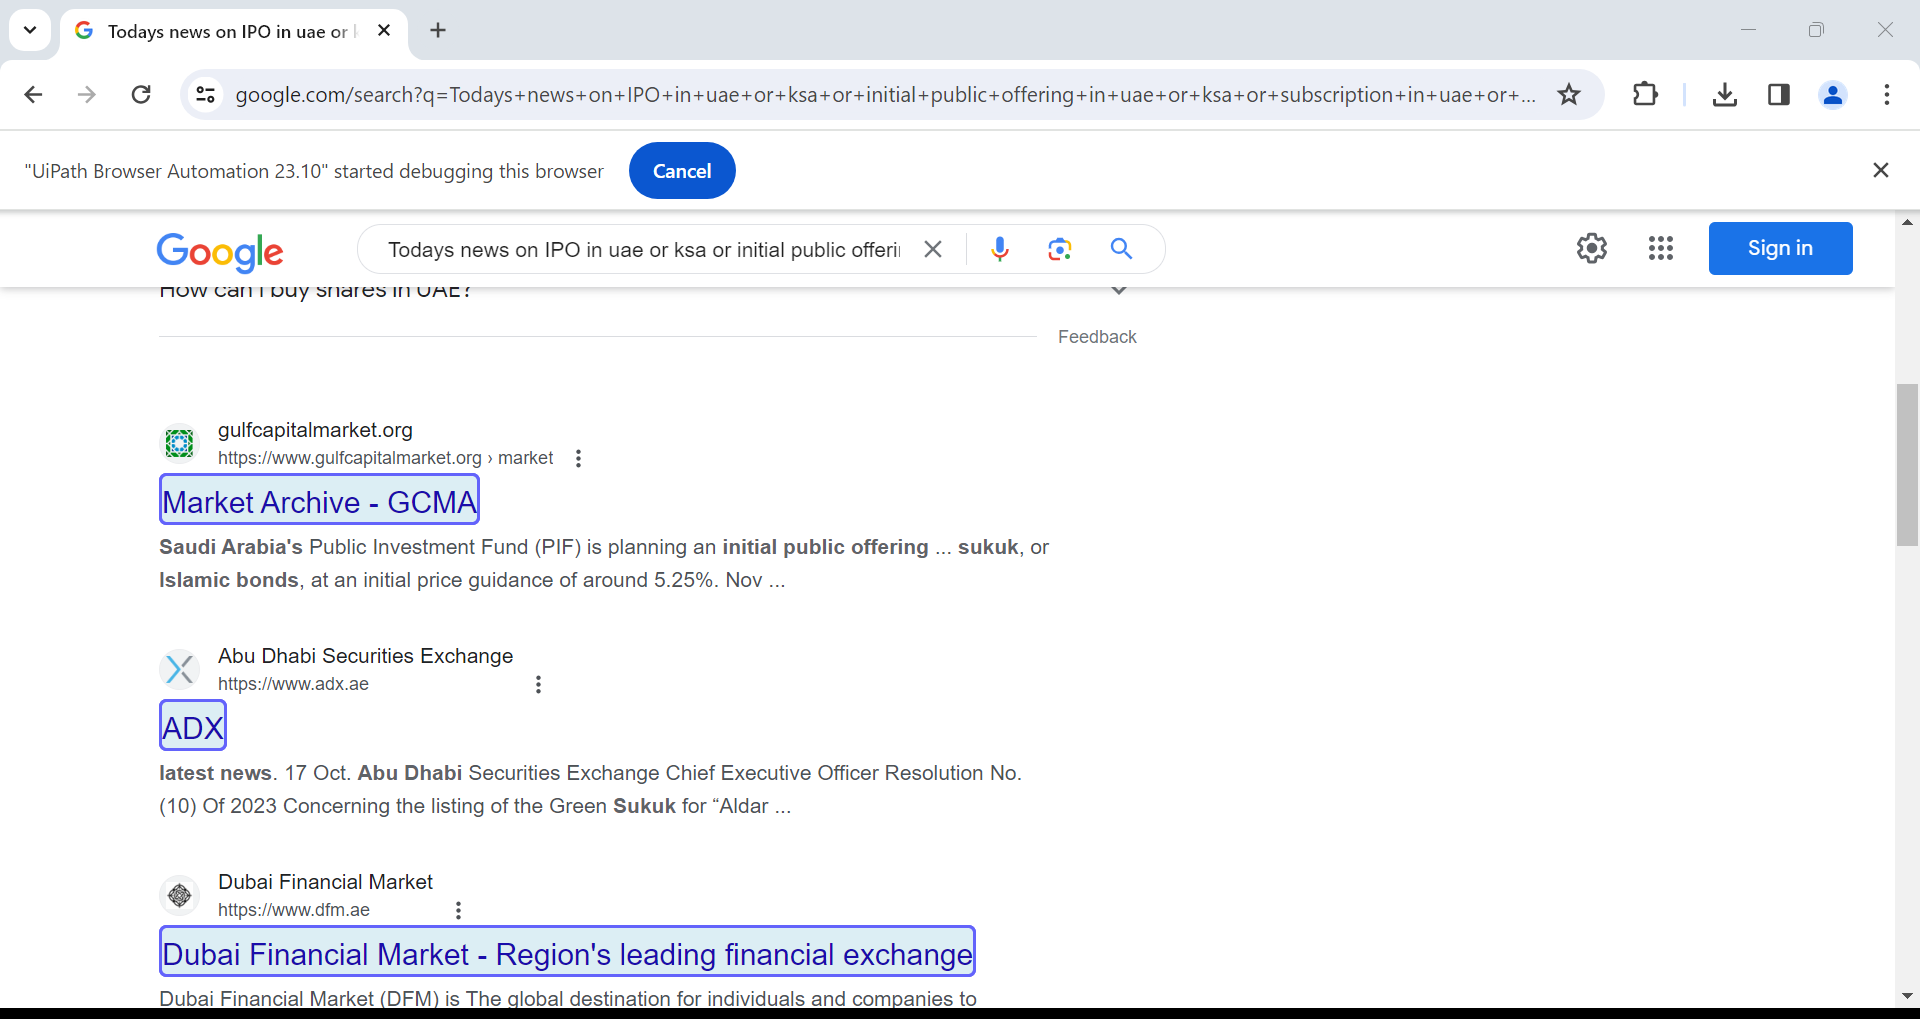 Todays news on IPO in uae or
google.com/search?q=Todays+news+on+IPO+in+uae+or+ksa+or+initial+public+offering+in+uae+or+ksa+or+subscription+in+uae+or+...
"UiPath Browser Automation 23.10" started debugging this browser
Cancel
Google
Todays news on IPO in uae or ksa or initial public offeri
Sign in
How can I buy shares in UAE?
Feedback
gulfcapitalmarket.org
https://www.gulfcapitalmarket.org › market
Market Archive - GCMA
Saudi Arabia's Public Investment Fund (PIF) is planning an initial public offering ... sukuk, or
Islamic bonds, at an initial price guidance of around 5.25%. Nov ...
Abu Dhabi Securities Exchange
https://www.adx.ae
ADX
latest news. 17 Oct. Abu Dhabi Securities Exchange Chief Executive Officer Resolution No.
(10) Of 2023 Concerning the listing of the Green Sukuk for “Aldar ...
Dubai Financial Market
https://www.dfm.ae
Dubai Financial Market - Region's leading financial exchange
Dubai Financial Market (DFM) is The global destination for individuals and companies to